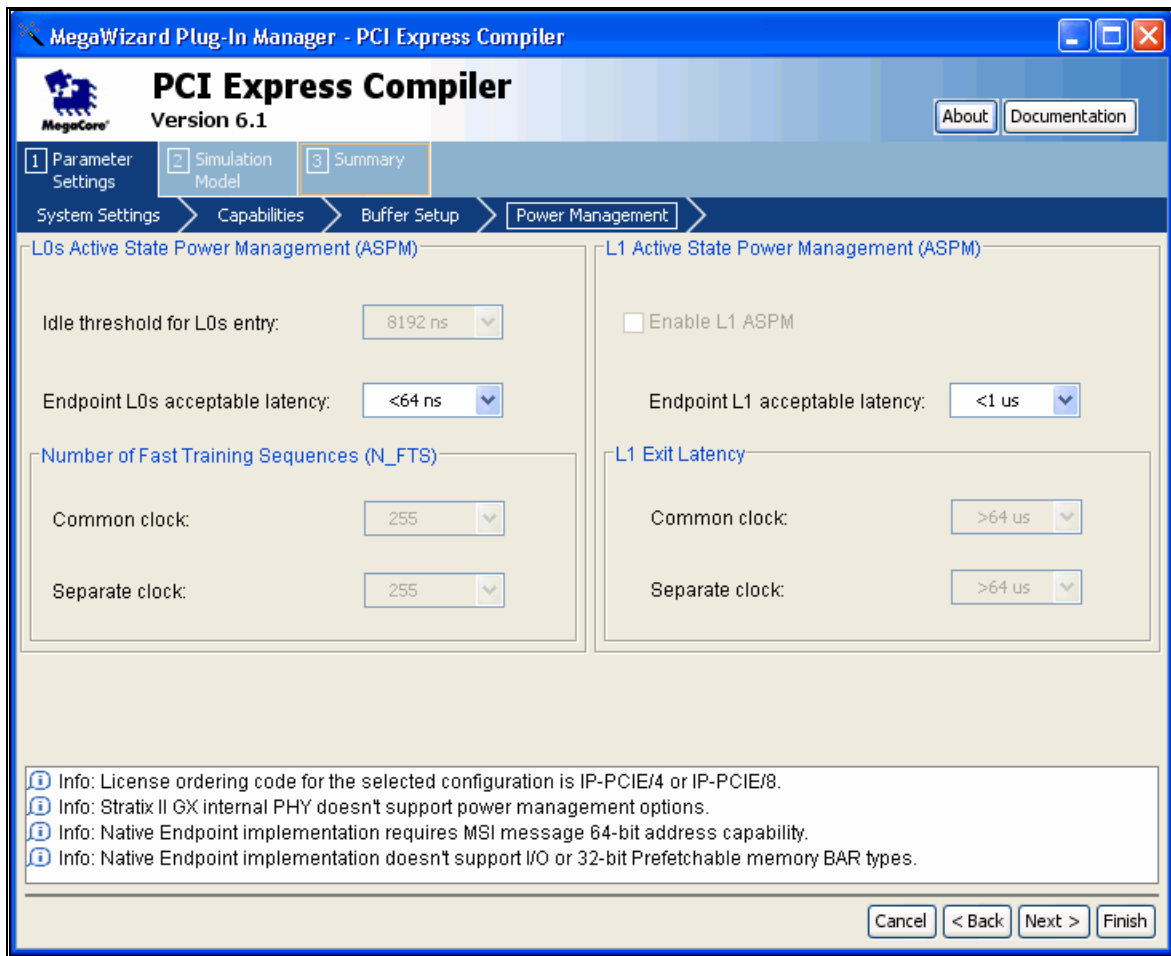 MegaWizard Plug-In Manager - PCI Express Compiler
MegaCore®
PCI Express Compiler
Version 6.1
About
Documentation
1 Parameter Settings
2 Simulation Model
3 Summary
System Settings
Capabilities
Buffer Setup
Power Management
L0s Active State Power Management (ASPM)
Idle threshold for L0s entry: 8192 ns
Endpoint L0s acceptable latency: <64 ns
Number of Fast Training Sequences (N_FTS)
Common clock: 255
Separate clock: 255
L1 Active State Power Management (ASPM)
Enable L1 ASPM
Endpoint L1 acceptable latency: <1 us
L1 Exit Latency
Common clock: >64 us
Separate clock: >64 us
Info: License ordering code for the selected configuration is IP-PCIE/4 or IP-PCIE/8.
Info: Stratix II GX internal PHY doesn't support power management options.
Info: Native Endpoint implementation requires MSI message 64-bit address capability.
Info: Native Endpoint implementation doesn't support I/O or 32-bit Prefetchable memory BAR types.
Cancel
< Back
Next >
Finish